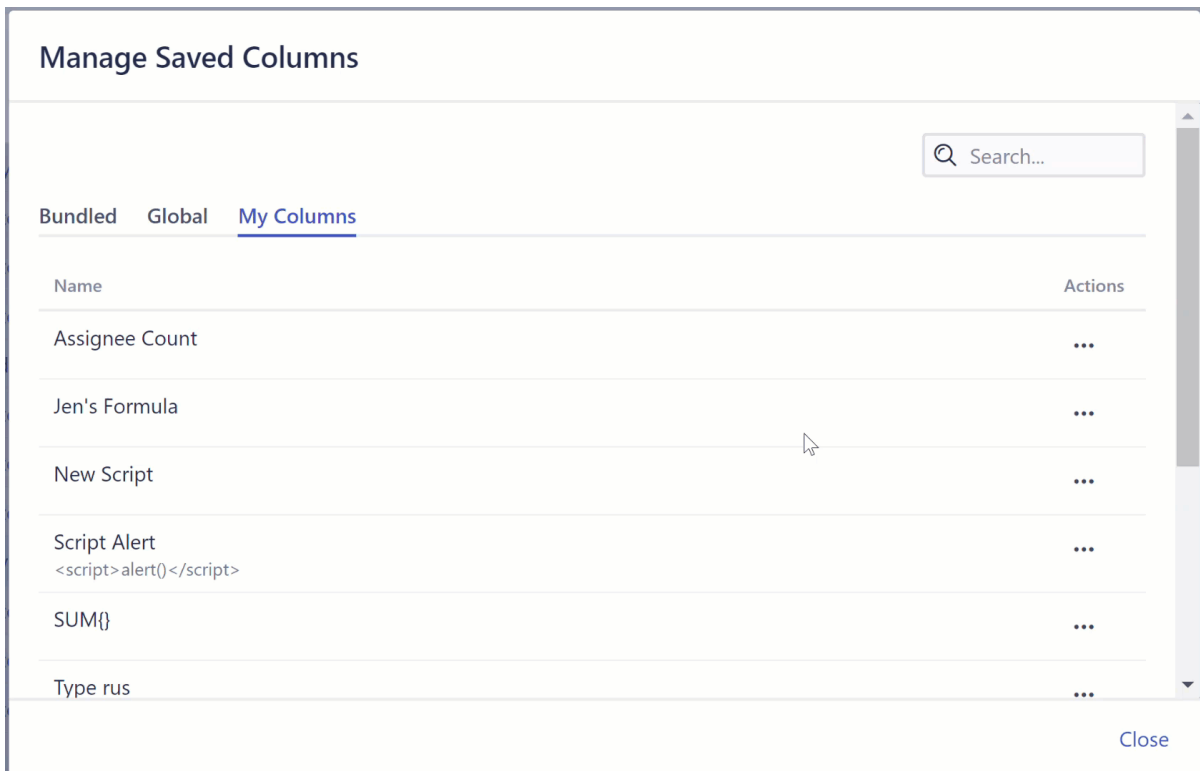 Manage Saved Columns
Search...
Bundled Global My Columns
Name Actions
Assignee Count
Jen's Formula
New Script
Script Alert
<script>alert()</script>
SUM{}
Type rus
Close